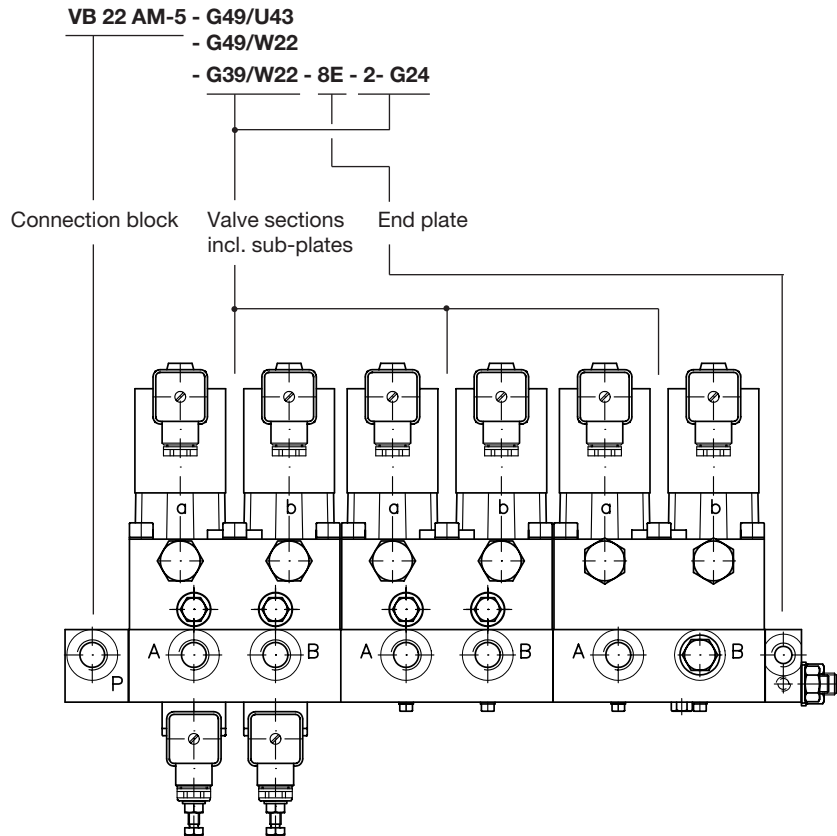 VB 22 AM-5 - G49/U43
- G49/W22
- G39/W22 - 8E - 2- G24
Connection block Valve sections End plate
incl. sub-plates
a b a b a b
A B A B A B
P